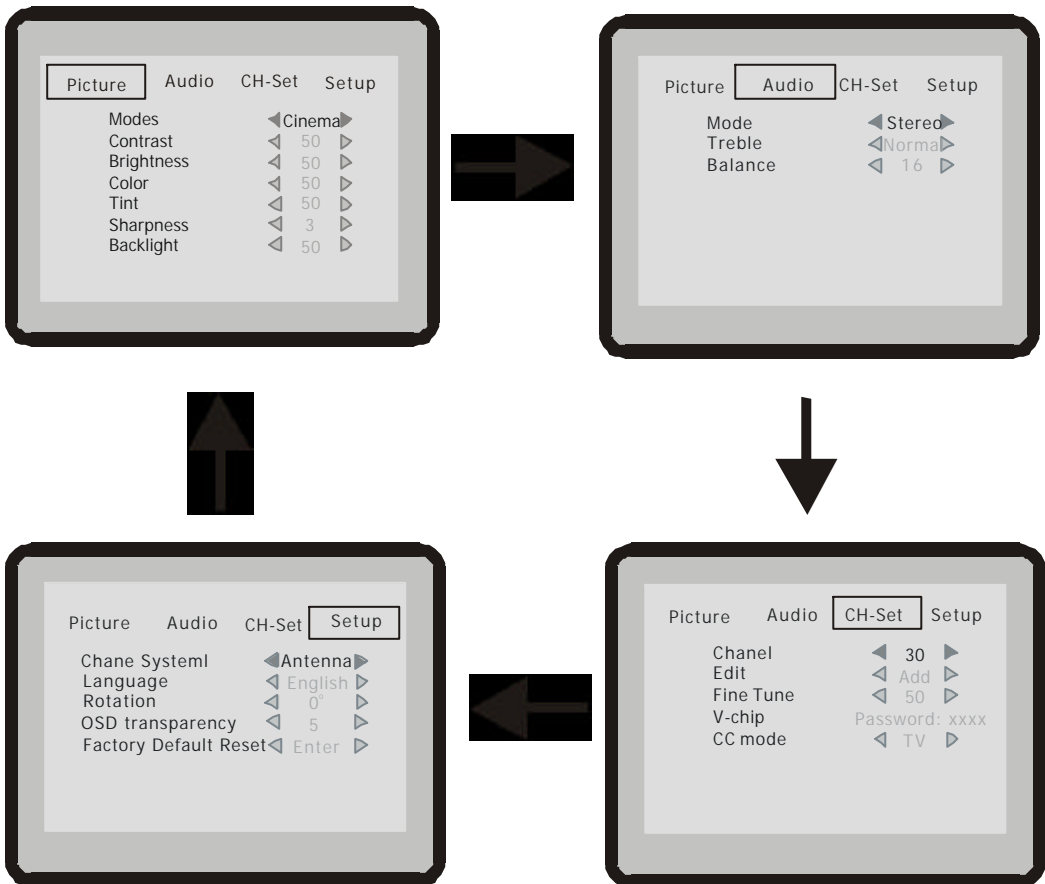 Picture Audio CH-Set Setup
Modes Cinema
Contrast 50
Brightness 50
Color 50
Tint 50
Sharpness 3
Backlight 50
Picture Audio CH-Set Setup
Mode Stereo
Treble Norma
Balance 16
Picture Audio CH-Set Setup
Chane Systeml Antenna
Language English
Rotation 0°
OSD transparency 5
Factory Default Reset Enter
Picture Audio CH-Set Setup
Chanel 30
Edit Add
Fine Tune 50
V-chip Password: xxxx
CC mode TV